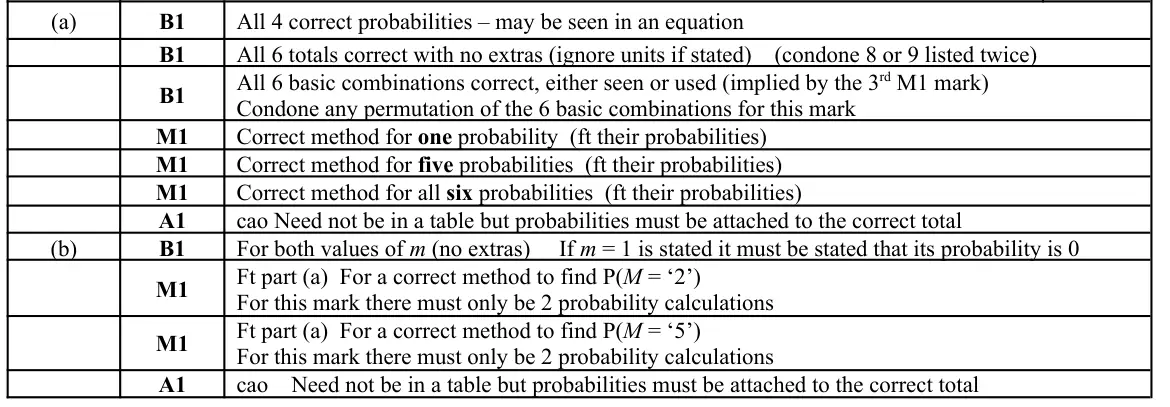 (a) B1 All 4 correct probabilities – may be seen in an equation
B1 All 6 totals correct with no extras (ignore units if stated) (condone 8 or 9 listed twice)
B1 All 6 basic combinations correct, either seen or used (implied by the 3rd M1 mark)
Condone any permutation of the 6 basic combinations for this mark
M1 Correct method for one probability (ft their probabilities)
M1 Correct method for five probabilities (ft their probabilities)
M1 Correct method for all six probabilities (ft their probabilities)
A1 cao Need not be in a table but probabilities must be attached to the correct total
(b) B1 For both values of m (no extras) If m = 1 is stated it must be stated that its probability is 0
M1 Ft part (a) For a correct method to find P(M = ‘2’)
For this mark there must only be 2 probability calculations
M1 Ft part (a) For a correct method to find P(M = ‘5’)
For this mark there must only be 2 probability calculations
A1 cao Need not be in a table but probabilities must be attached to the correct total